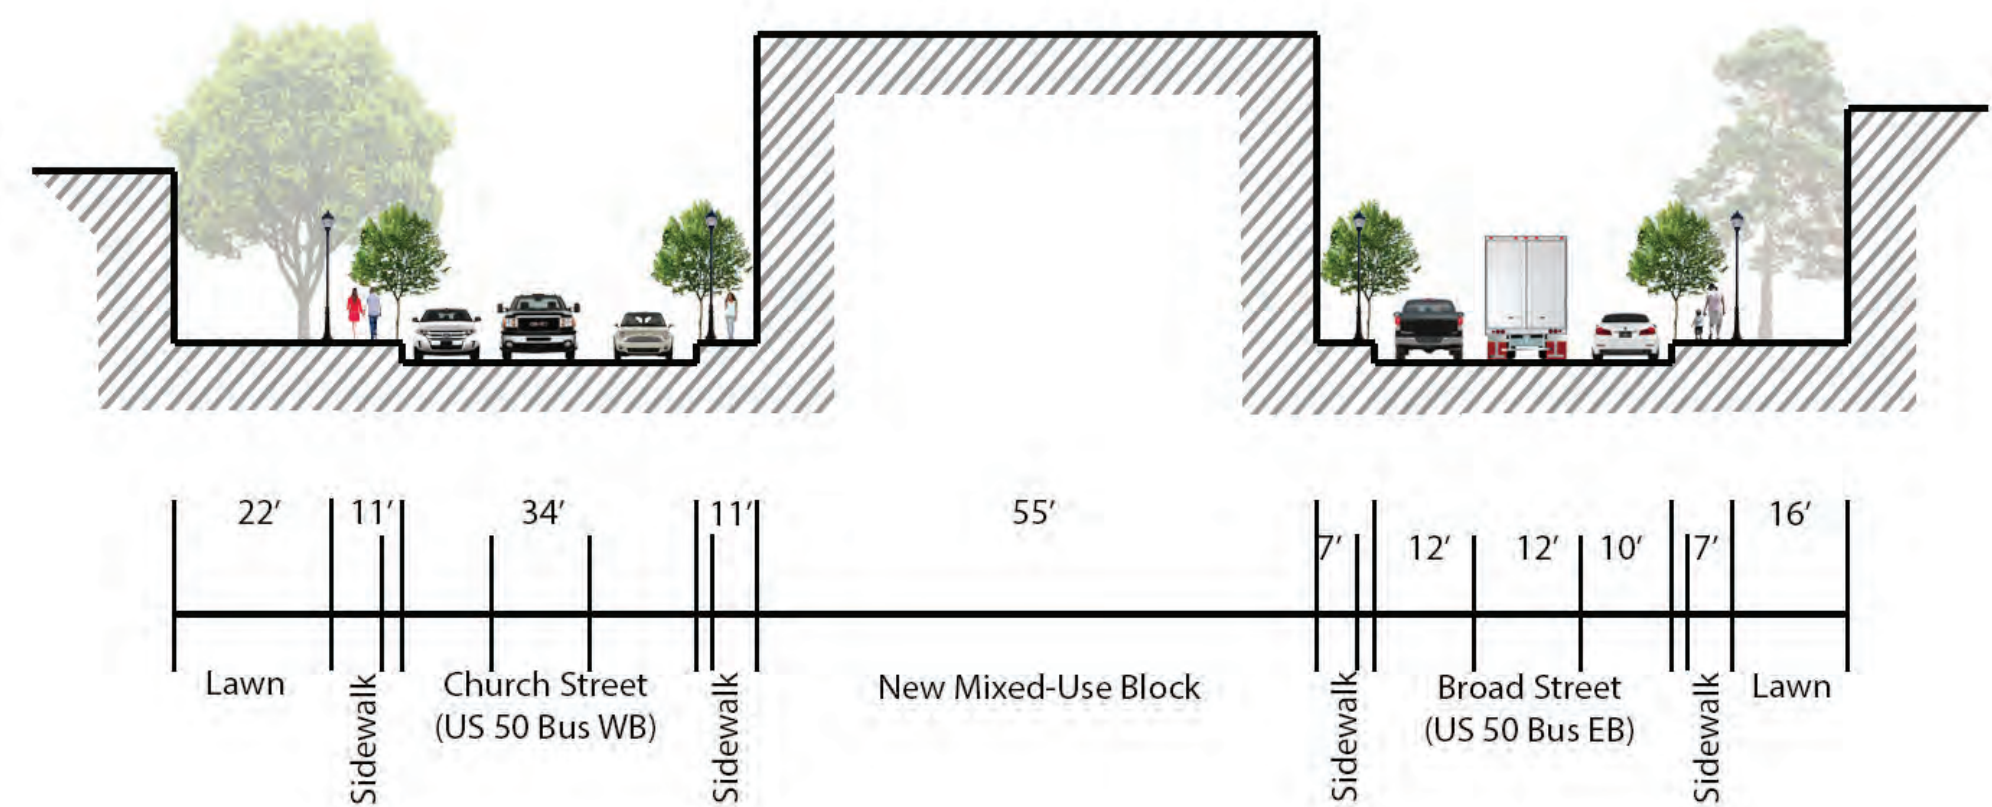 22’ 11’ 34’ 11’ 55’ 16’
7’ 12’ 12’ 10’ 7’
Lawn
Sidewalk
Church Street
(US 50 Bus WB)
Sidewalk
New Mixed-Use Block
Sidewalk
Broad Street
(US 50 Bus EB)
Sidewalk
Lawn